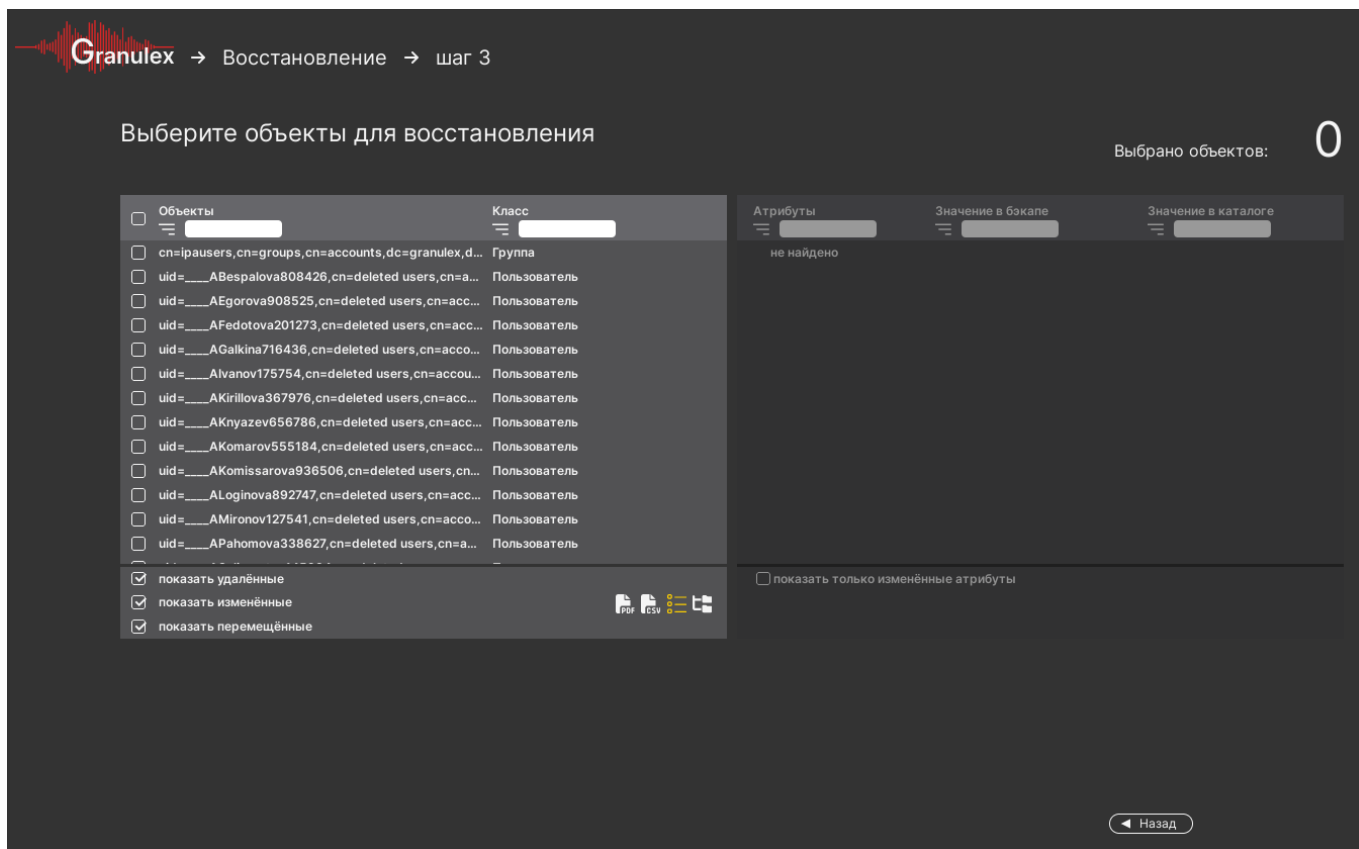 Granulex → Восстановление → шаг 3
Выберите объекты для восстановления
Выбрано объектов: 0
Объекты Класс
cn=ipausers,cn=groups,cn=accounts,dc=granulex,d... Группа
uid=____ABespalova808426,cn=deleted users,cn=a... Пользователь
uid=____AEgorova908525,cn=deleted users,cn=acc... Пользователь
uid=____AFedotova201273,cn=deleted users,cn=acc... Пользователь
uid=____AGalkina716436,cn=deleted users,cn=acco... Пользователь
uid=____AIvanov175754,cn=deleted users,cn=accou... Пользователь
uid=____AKirillova367976,cn=deleted users,cn=acc... Пользователь
uid=____AKnyazev656786,cn=deleted users,cn=acc... Пользователь
uid=____AKomarov555184,cn=deleted users,cn=acc... Пользователь
uid=____AKomissarova936506,cn=deleted users,cn... Пользователь
uid=____ALoginova892747,cn=deleted users,cn=acc... Пользователь
uid=____AMironov127541,cn=deleted users,cn=acco... Пользователь
uid=____APahomova338627,cn=deleted users,cn=a... Пользователь
показать удалённые
показать изменённые
PDF CSV
показать перемещённые
Атрибуты Значение в бэкапе Значение в каталоге
не найдено
показать только изменённые атрибуты
Назад